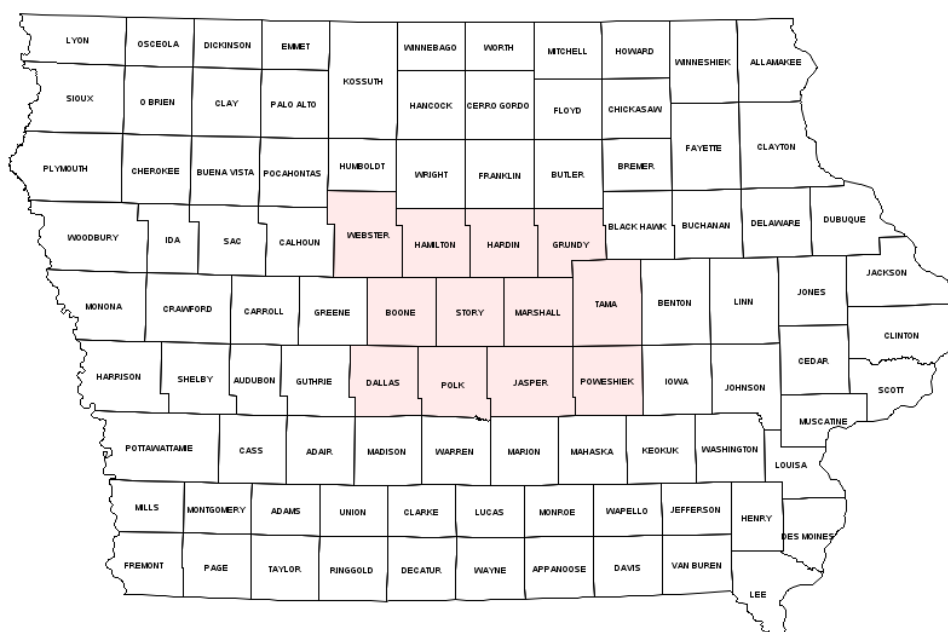 LYON
OSCEOLA
DICKINSON
EMMET
KOSSUTH
WINNEBAGO
WORTH
MITCHELL
HOWARD
WINNESHIEK
ALLAMAKEE
SIOUX
O BRIEN
CLAY
PALO ALTO
HANCOCK
CERRO GORDO
FLOYD
CHICKASAW
FAYETTE
CLAYTON
PLYMOUTH
CHEROKEE
BUENA VISTA
POCAHONTAS
HUMBOLDT
WRIGHT
FRANKLIN
BUTLER
BREMER
WOODBURY
IDA
SAC
CALHOUN
WEBSTER
HAMILTON
HARDIN
GRUNDY
BLACK HAWK
BUCHANAN
DELAWARE
DUBUQUE
MONONA
CRAWFORD
CARROLL
GREENE
BOONE
STORY
MARSHALL
TAMA
BENTON
LINN
JONES
JACKSON
CLINTON
HARRISON
SHELBY
AUDUBON
GUTHRIE
DALLAS
POLK
JASPER
POWESHIEK
IOWA
JOHNSON
CEDAR
SCOTT
MUSCATINE
POTTAWATTAMIE
CASS
ADAIR
MADISON
WARREN
MARION
MAHASKA
KEOKUK
WASHINGTON
LOUISA
MILLS
MONTGOMERY
ADAMS
UNION
CLARKE
LUCAS
MONROE
WAPELLO
JEFFERSON
HENRY
DES MOINES
FREMONT
PAGE
TAYLOR
RINGGOLD
DECATUR
WAYNE
APPANOOSE
DAVIS
VAN BUREN
LEE